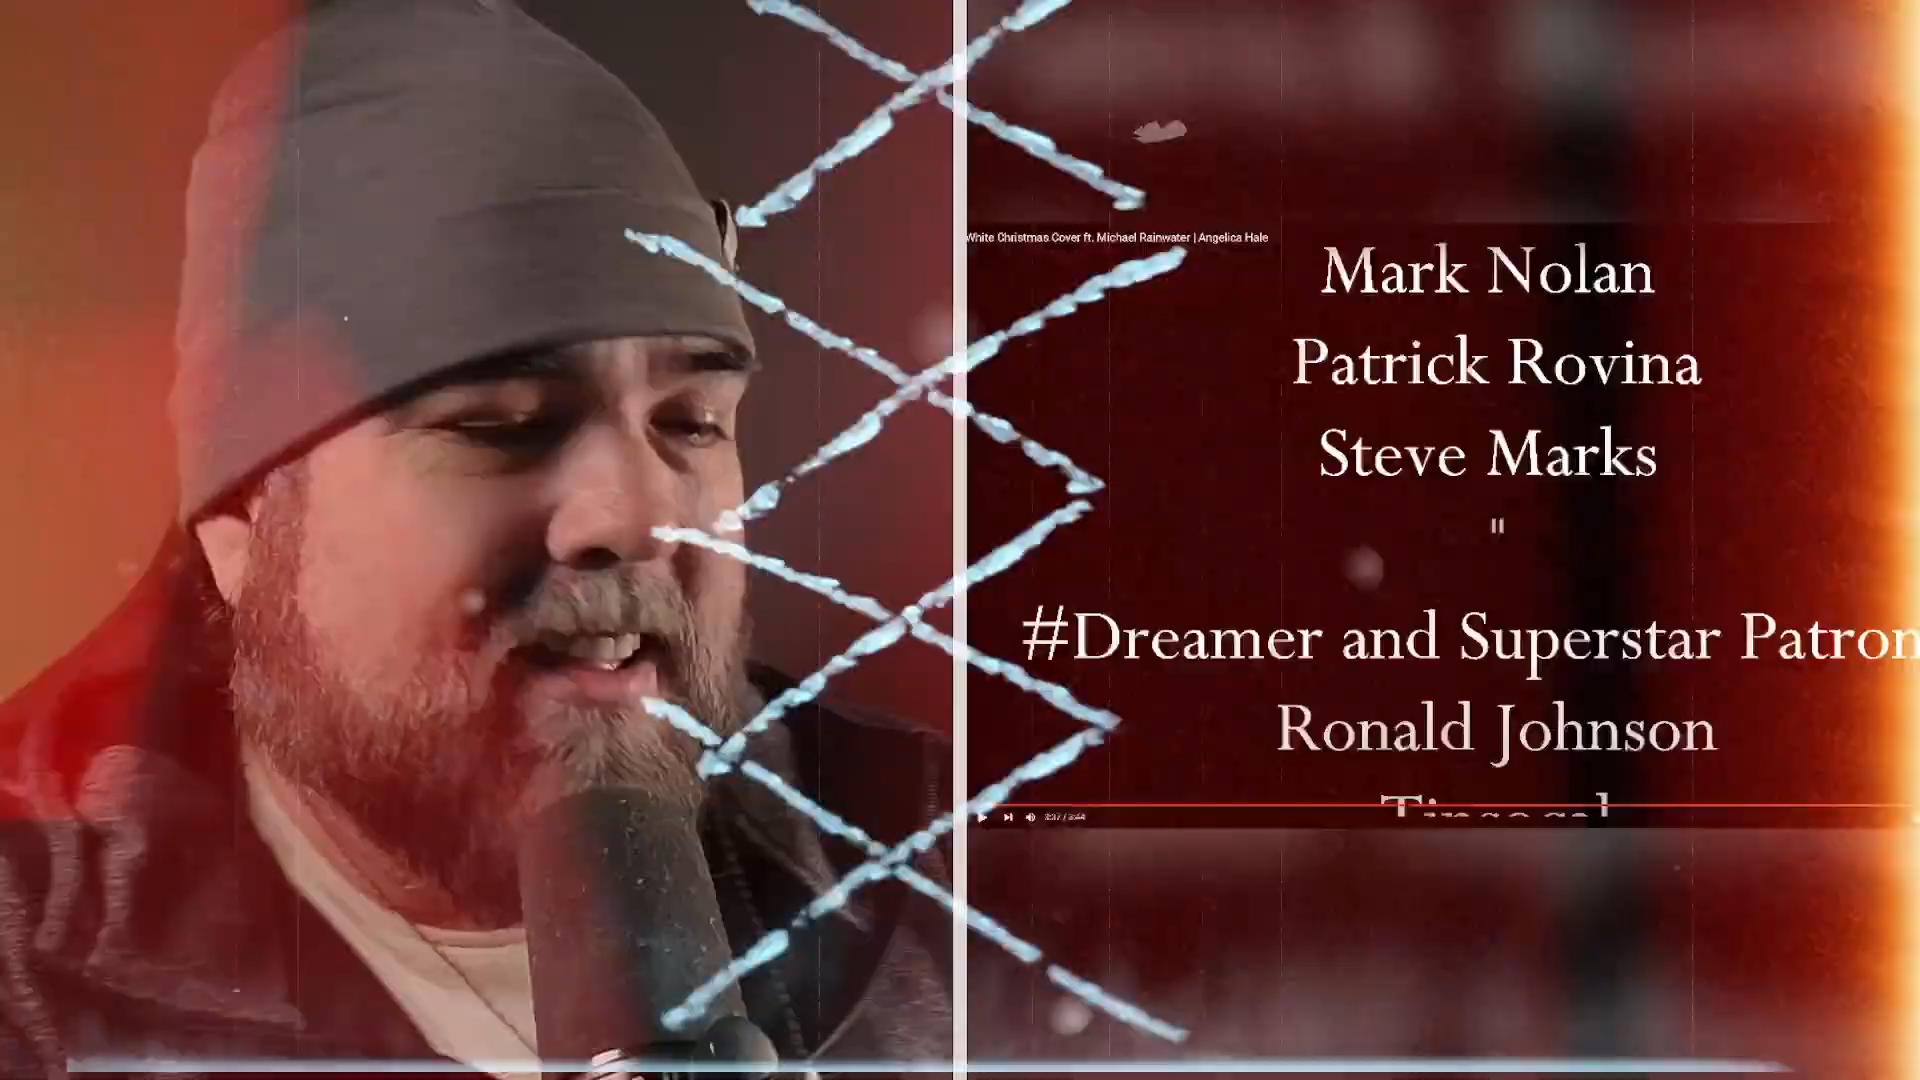 White Christmas Cover ft. Michael Rainwater | Angelica Hale
Mark Nolan
Patrick Rovina
Steve Marks
"
#Dreamer and Superstar Patron
Ronald Johnson